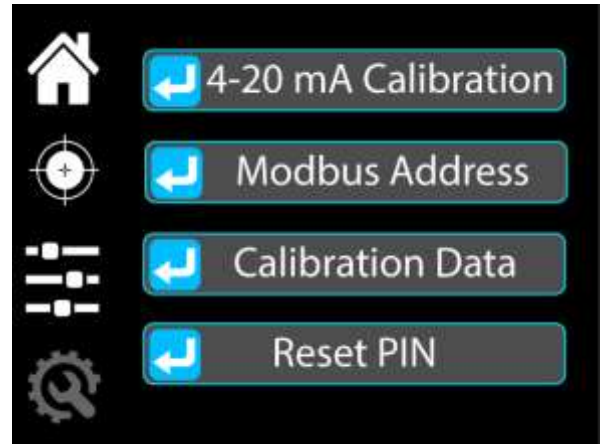 4-20 mA Calibration
Modbus Address
Calibration Data
Reset PIN